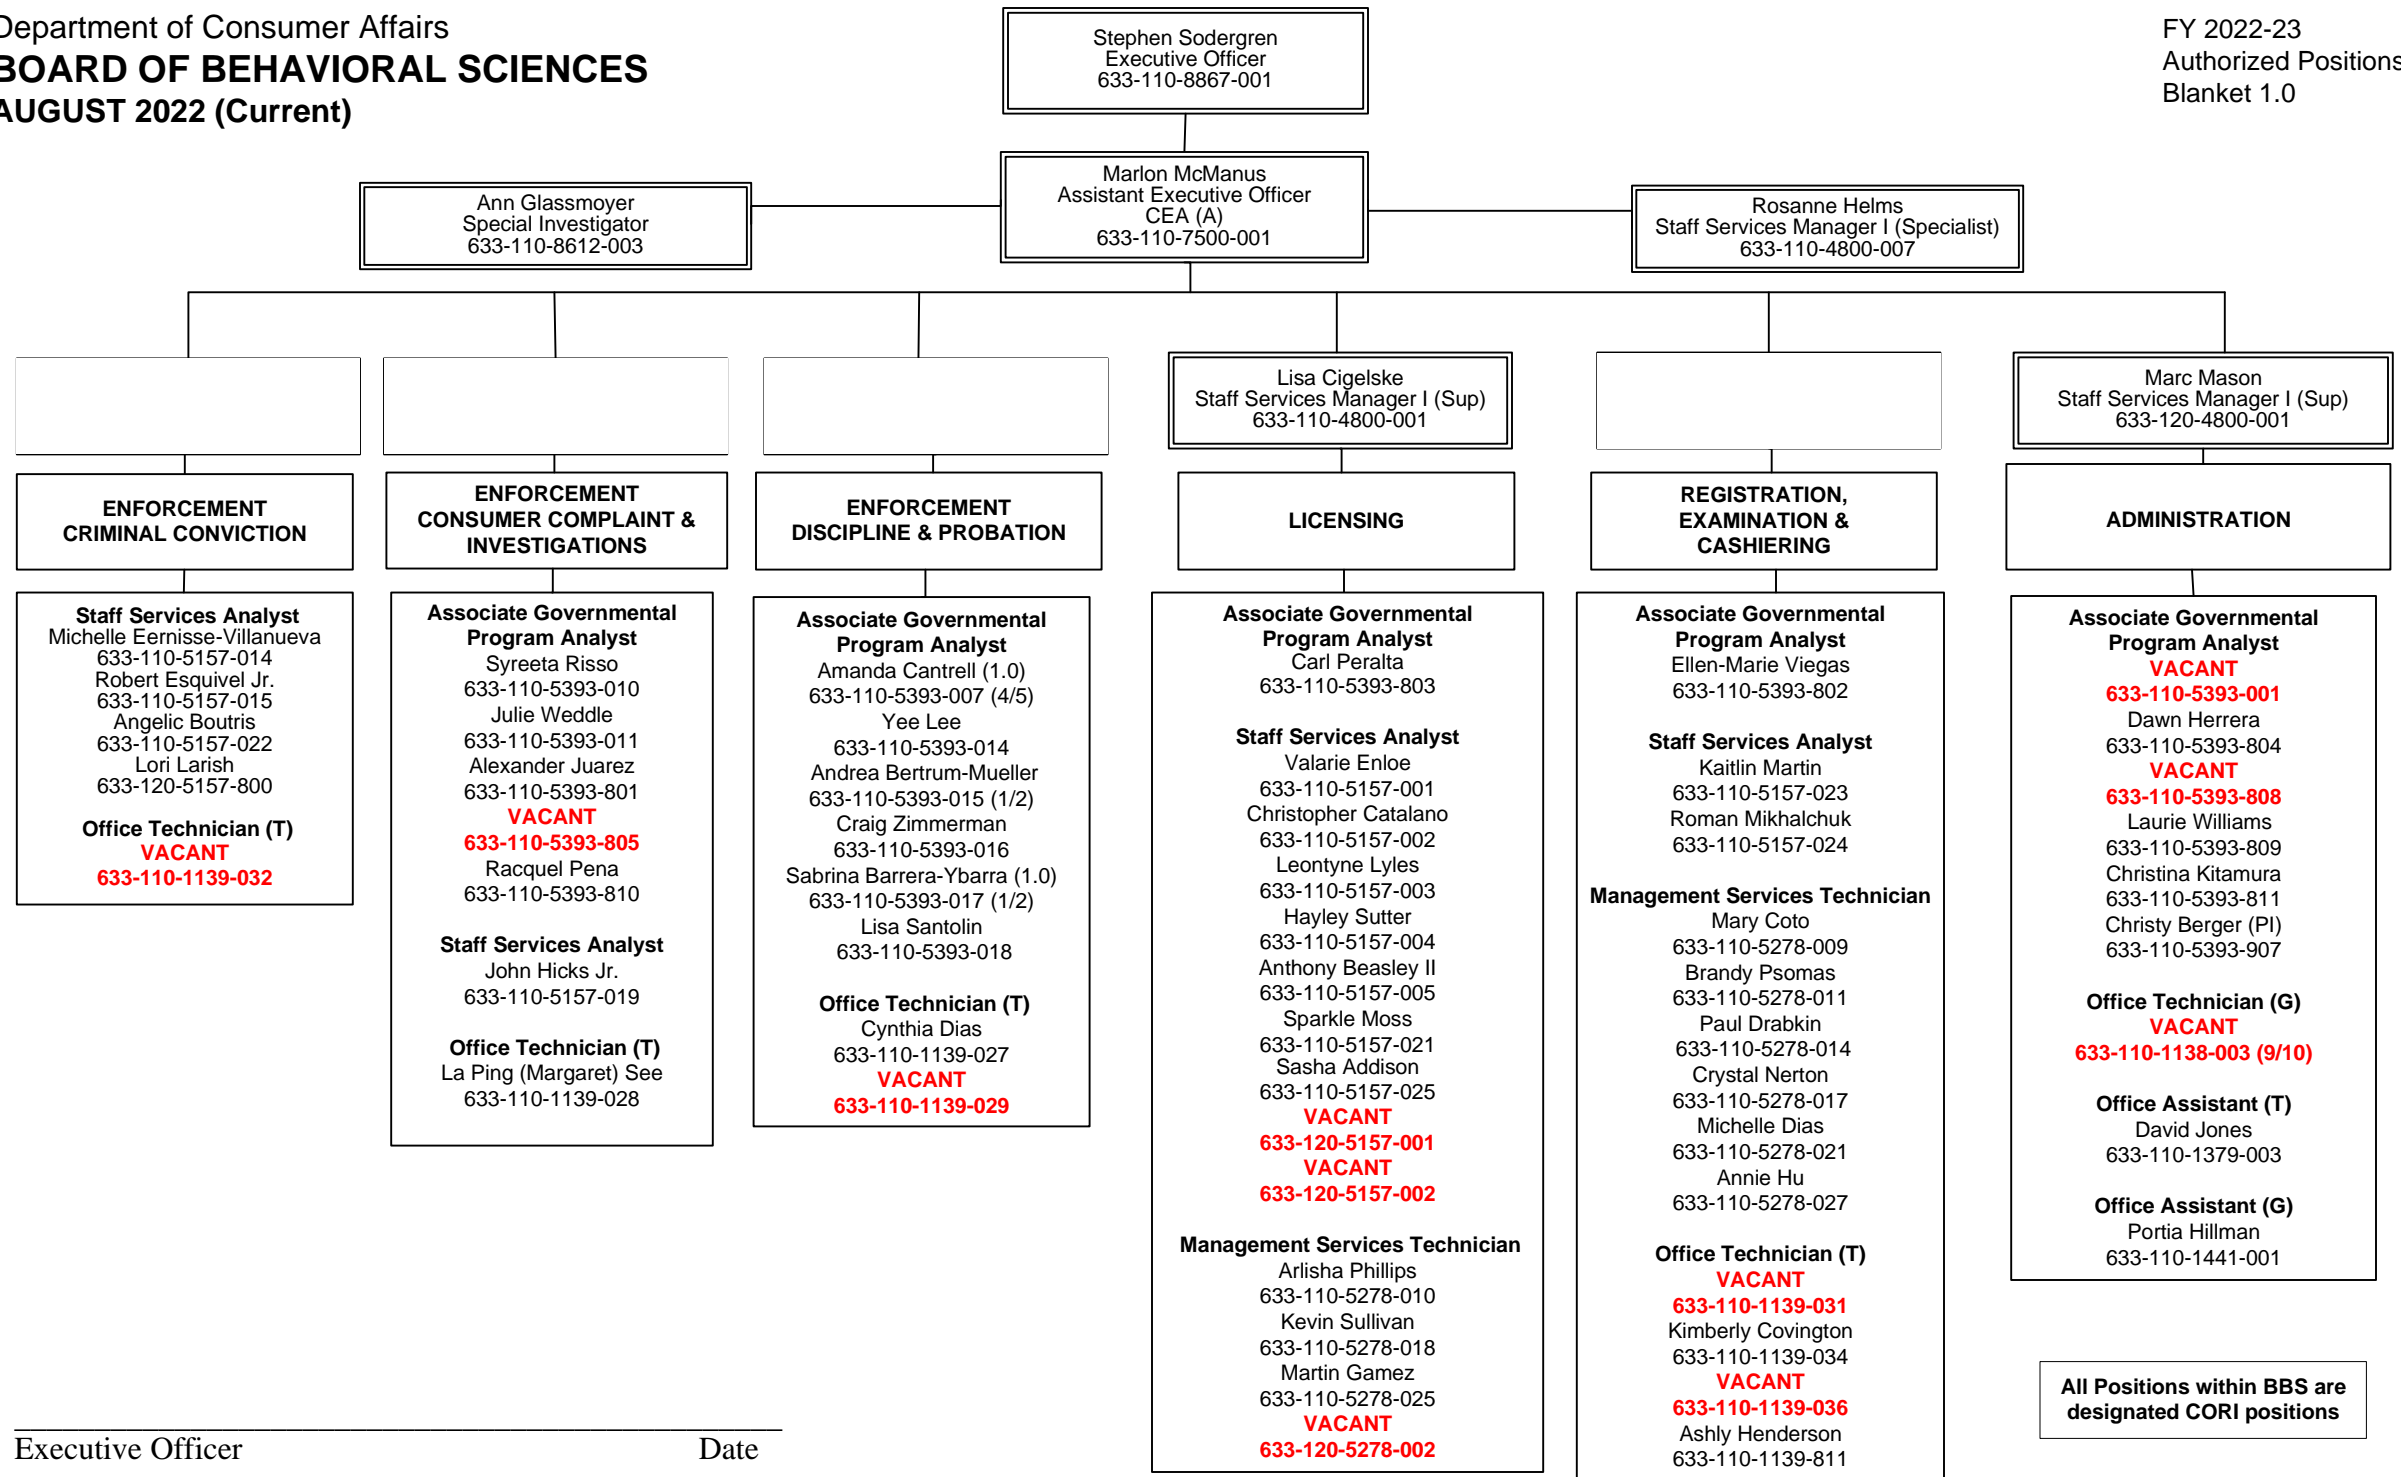 Department of Consumer Affairs
BOARD OF BEHAVIORAL SCIENCES
AUGUST 2022 (Current)
FY 2022-23
Authorized Positions
Blanket 1.0
Stephen Sodergren
Executive Officer
633-110-8867-001
Marlon McManus
Assistant Executive Officer
CEA (A)
633-110-7500-001
Ann Glassmoyer
Special Investigator
633-110-8612-003
Rosanne Helms
Staff Services Manager I (Specialist)
633-110-4800-007
Lisa Cigelske
Staff Services Manager I (Sup)
633-110-4800-001
Marc Mason
Staff Services Manager I (Sup)
633-120-4800-001
ENFORCEMENT
CRIMINAL CONVICTION
Staff Services Analyst
Michelle Eernisse-Villanueva
633-110-5157-014
Robert Esquivel Jr.
633-110-5157-015
Angelic Boutris
633-110-5157-022
Lori Larish
633-120-5157-800
Office Technician (T)
VACANT
633-110-1139-032
ENFORCEMENT
CONSUMER COMPLAINT &
INVESTIGATIONS
Associate Governmental
Program Analyst
Syreeta Risso
633-110-5393-010
Julie Weddle
633-110-5393-011
Alexander Juarez
633-110-5393-801
VACANT
633-110-5393-805
Racquel Pena
633-110-5393-810
Staff Services Analyst
John Hicks Jr.
633-110-5157-019
Office Technician (T)
La Ping (Margaret) See
633-110-1139-028
ENFORCEMENT
DISCIPLINE & PROBATION
Associate Governmental
Program Analyst
Amanda Cantrell (1.0)
633-110-5393-007 (4/5)
Yee Lee
633-110-5393-014
Andrea Bertrum-Mueller
633-110-5393-015 (1/2)
Craig Zimmerman
633-110-5393-016
Sabrina Barrera-Ybarra (1.0)
633-110-5393-017 (1/2)
Lisa Santolin
633-110-5393-018
Office Technician (T)
Cynthia Dias
633-110-1139-027
VACANT
633-110-1139-029
LICENSING
Associate Governmental
Program Analyst
Carl Peralta
633-110-5393-803
Staff Services Analyst
Valarie Enloe
633-110-5157-001
Christopher Catalano
633-110-5157-002
Leontyne Lyles
633-110-5157-003
Hayley Sutter
633-110-5157-004
Anthony Beasley II
633-110-5157-005
Sparkle Moss
633-110-5157-021
Sasha Addison
633-110-5157-025
VACANT
633-120-5157-001
VACANT
633-120-5157-002
Management Services Technician
Arlisha Phillips
633-110-5278-010
Kevin Sullivan
633-110-5278-018
Martin Gamez
633-110-5278-025
VACANT
633-120-5278-002
REGISTRATION,
EXAMINATION &
CASHIERING
Associate Governmental
Program Analyst
Ellen-Marie Viegas
633-110-5393-802
Staff Services Analyst
Kaitlin Martin
633-110-5157-023
Roman Mikhalchuk
633-110-5157-024
Management Services Technician
Mary Coto
633-110-5278-009
Brandy Psomas
633-110-5278-011
Paul Drabkin
633-110-5278-014
Crystal Nerton
633-110-5278-017
Michelle Dias
633-110-5278-021
Annie Hu
633-110-5278-027
Office Technician (T)
VACANT
633-110-1139-031
Kimberly Covington
633-110-1139-034
VACANT
633-110-1139-036
Ashly Henderson
633-110-1139-811
ADMINISTRATION
Associate Governmental
Program Analyst
VACANT
633-110-5393-001
Dawn Herrera
633-110-5393-804
VACANT
633-110-5393-808
Laurie Williams
633-110-5393-809
Christina Kitamura
633-110-5393-811
Christy Berger (PI)
633-110-5393-907
Office Technician (G)
VACANT
633-110-1138-003 (9/10)
Office Assistant (T)
David Jones
633-110-1379-003
Office Assistant (G)
Portia Hillman
633-110-1441-001
All Positions within BBS are
designated CORI positions
Executive Officer Date